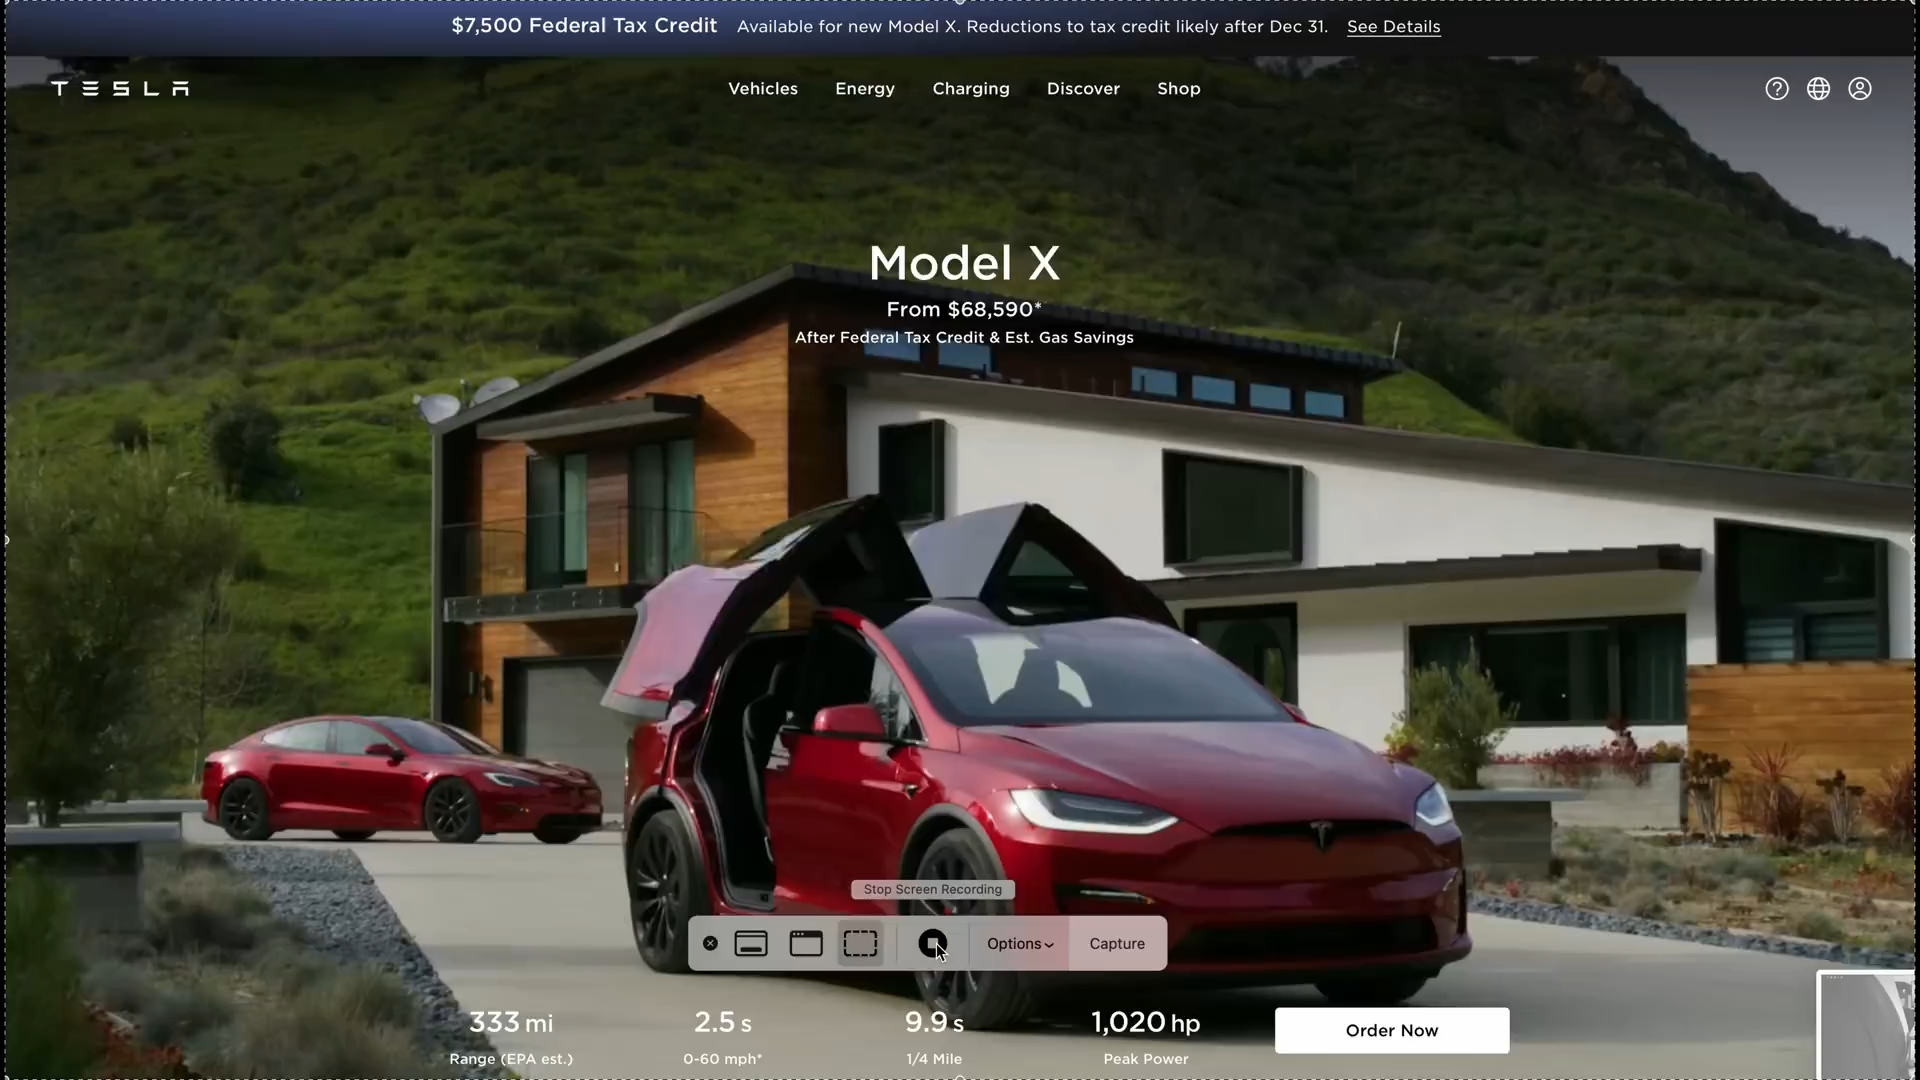 $7,500 Federal Tax Credit Available for new Model X. Reductions to tax credit likely after Dec 31. See Details
TESLA
Vehicles Energy Charging Discover Shop
Model X
From $68,590*
After Federal Tax Credit & Est. Gas Savings
Stop Screen Recording
Options
Capture
333 mi
Range (EPA est.)
2.5 s
0-60 mph*
9.9 s
1/4 Mile
1,020 hp
Peak Power
Order Now